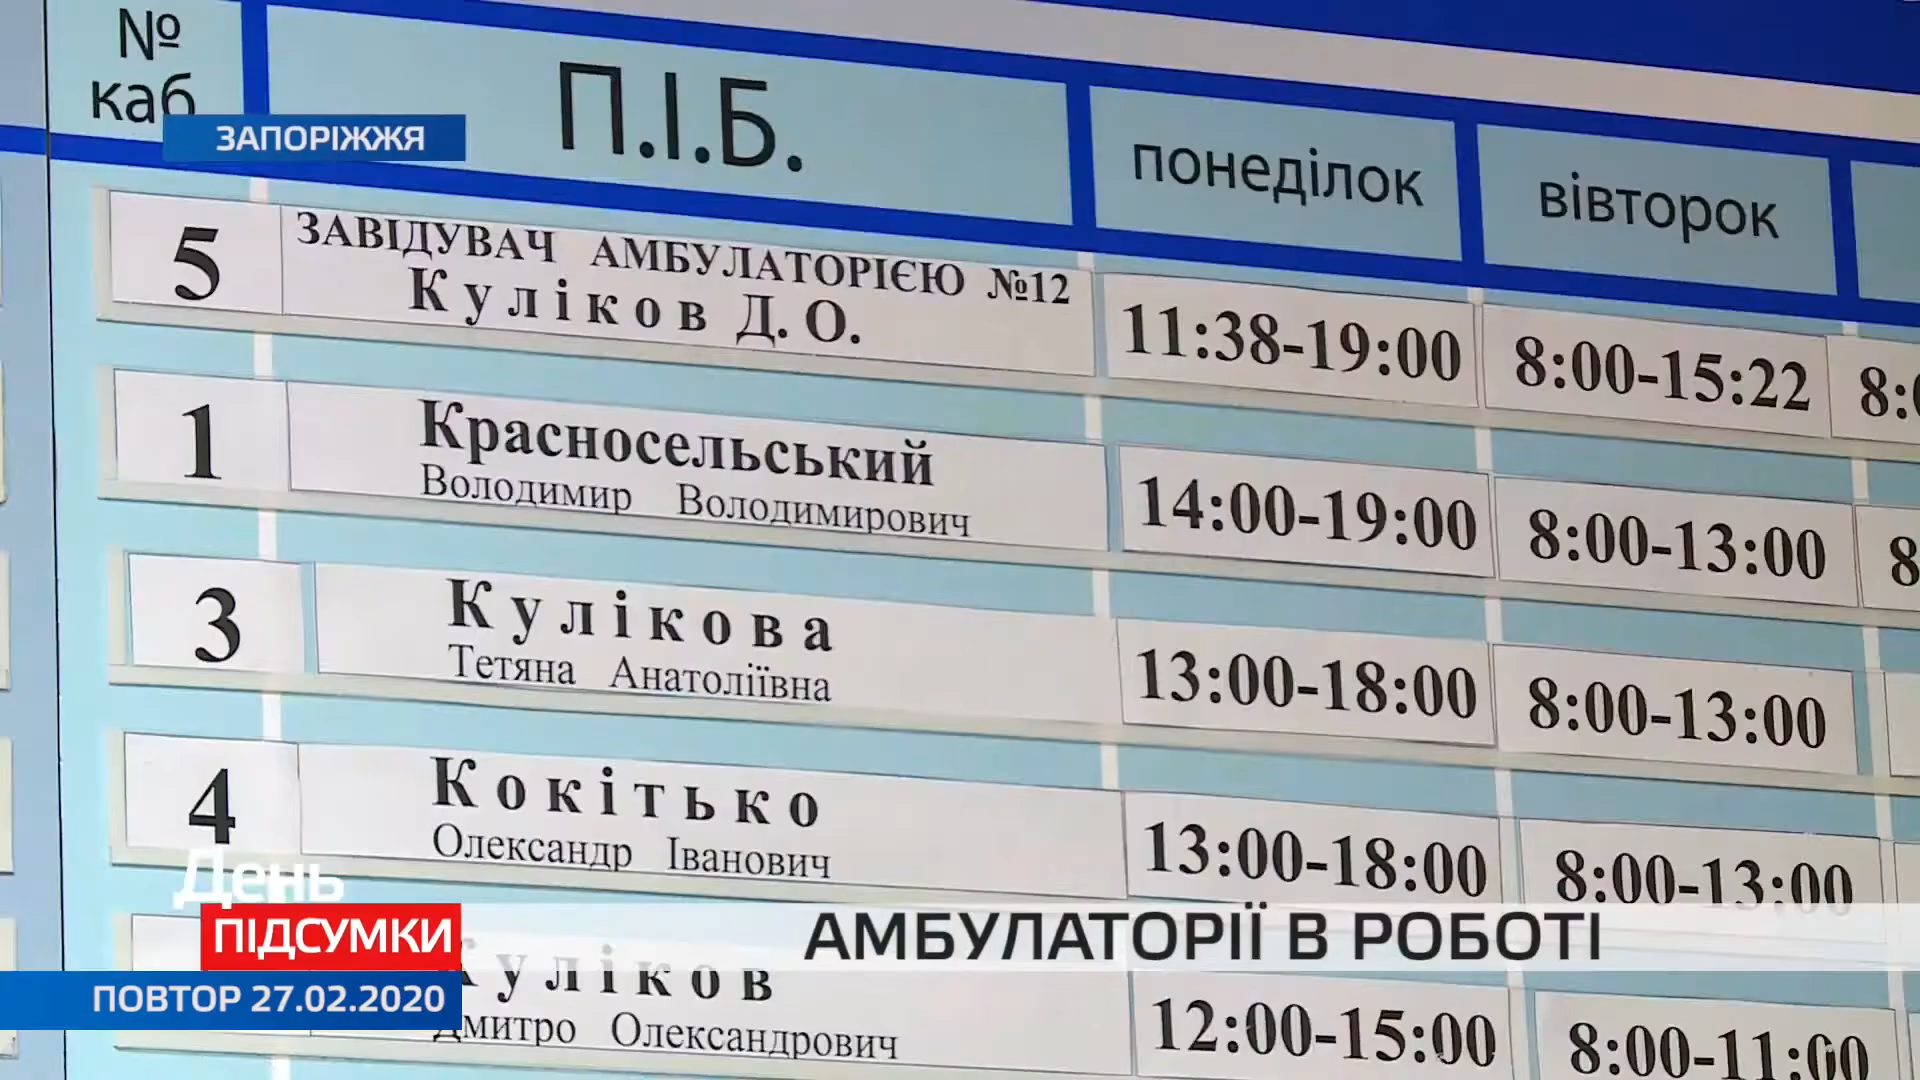 №
каб
П.І.Б.
понеділок
вівторок
ЗАПОРІЖЖЯ
5
ЗАВІДУВАЧ АМБУЛАТОРІЄЮ №12
Куліков Д. О.
11:38-19:00
8:00-15:22
1
Красносельський
Володимир Володимирович
14:00-19:00
8:00-13:00
3
Кулікова
Тетяна Анатоліївна
13:00-18:00
8:00-13:00
4
Кокітько
Олександр Іванович
13:00-18:00
8:00-13:00
День
ПІДСУМКИ
АМБУЛАТОРІЇ В РОБОТІ
ПОВТОР 27.02.2020
Куліков
Дмитро Олександрович
12:00-15:00
8:00-11:00